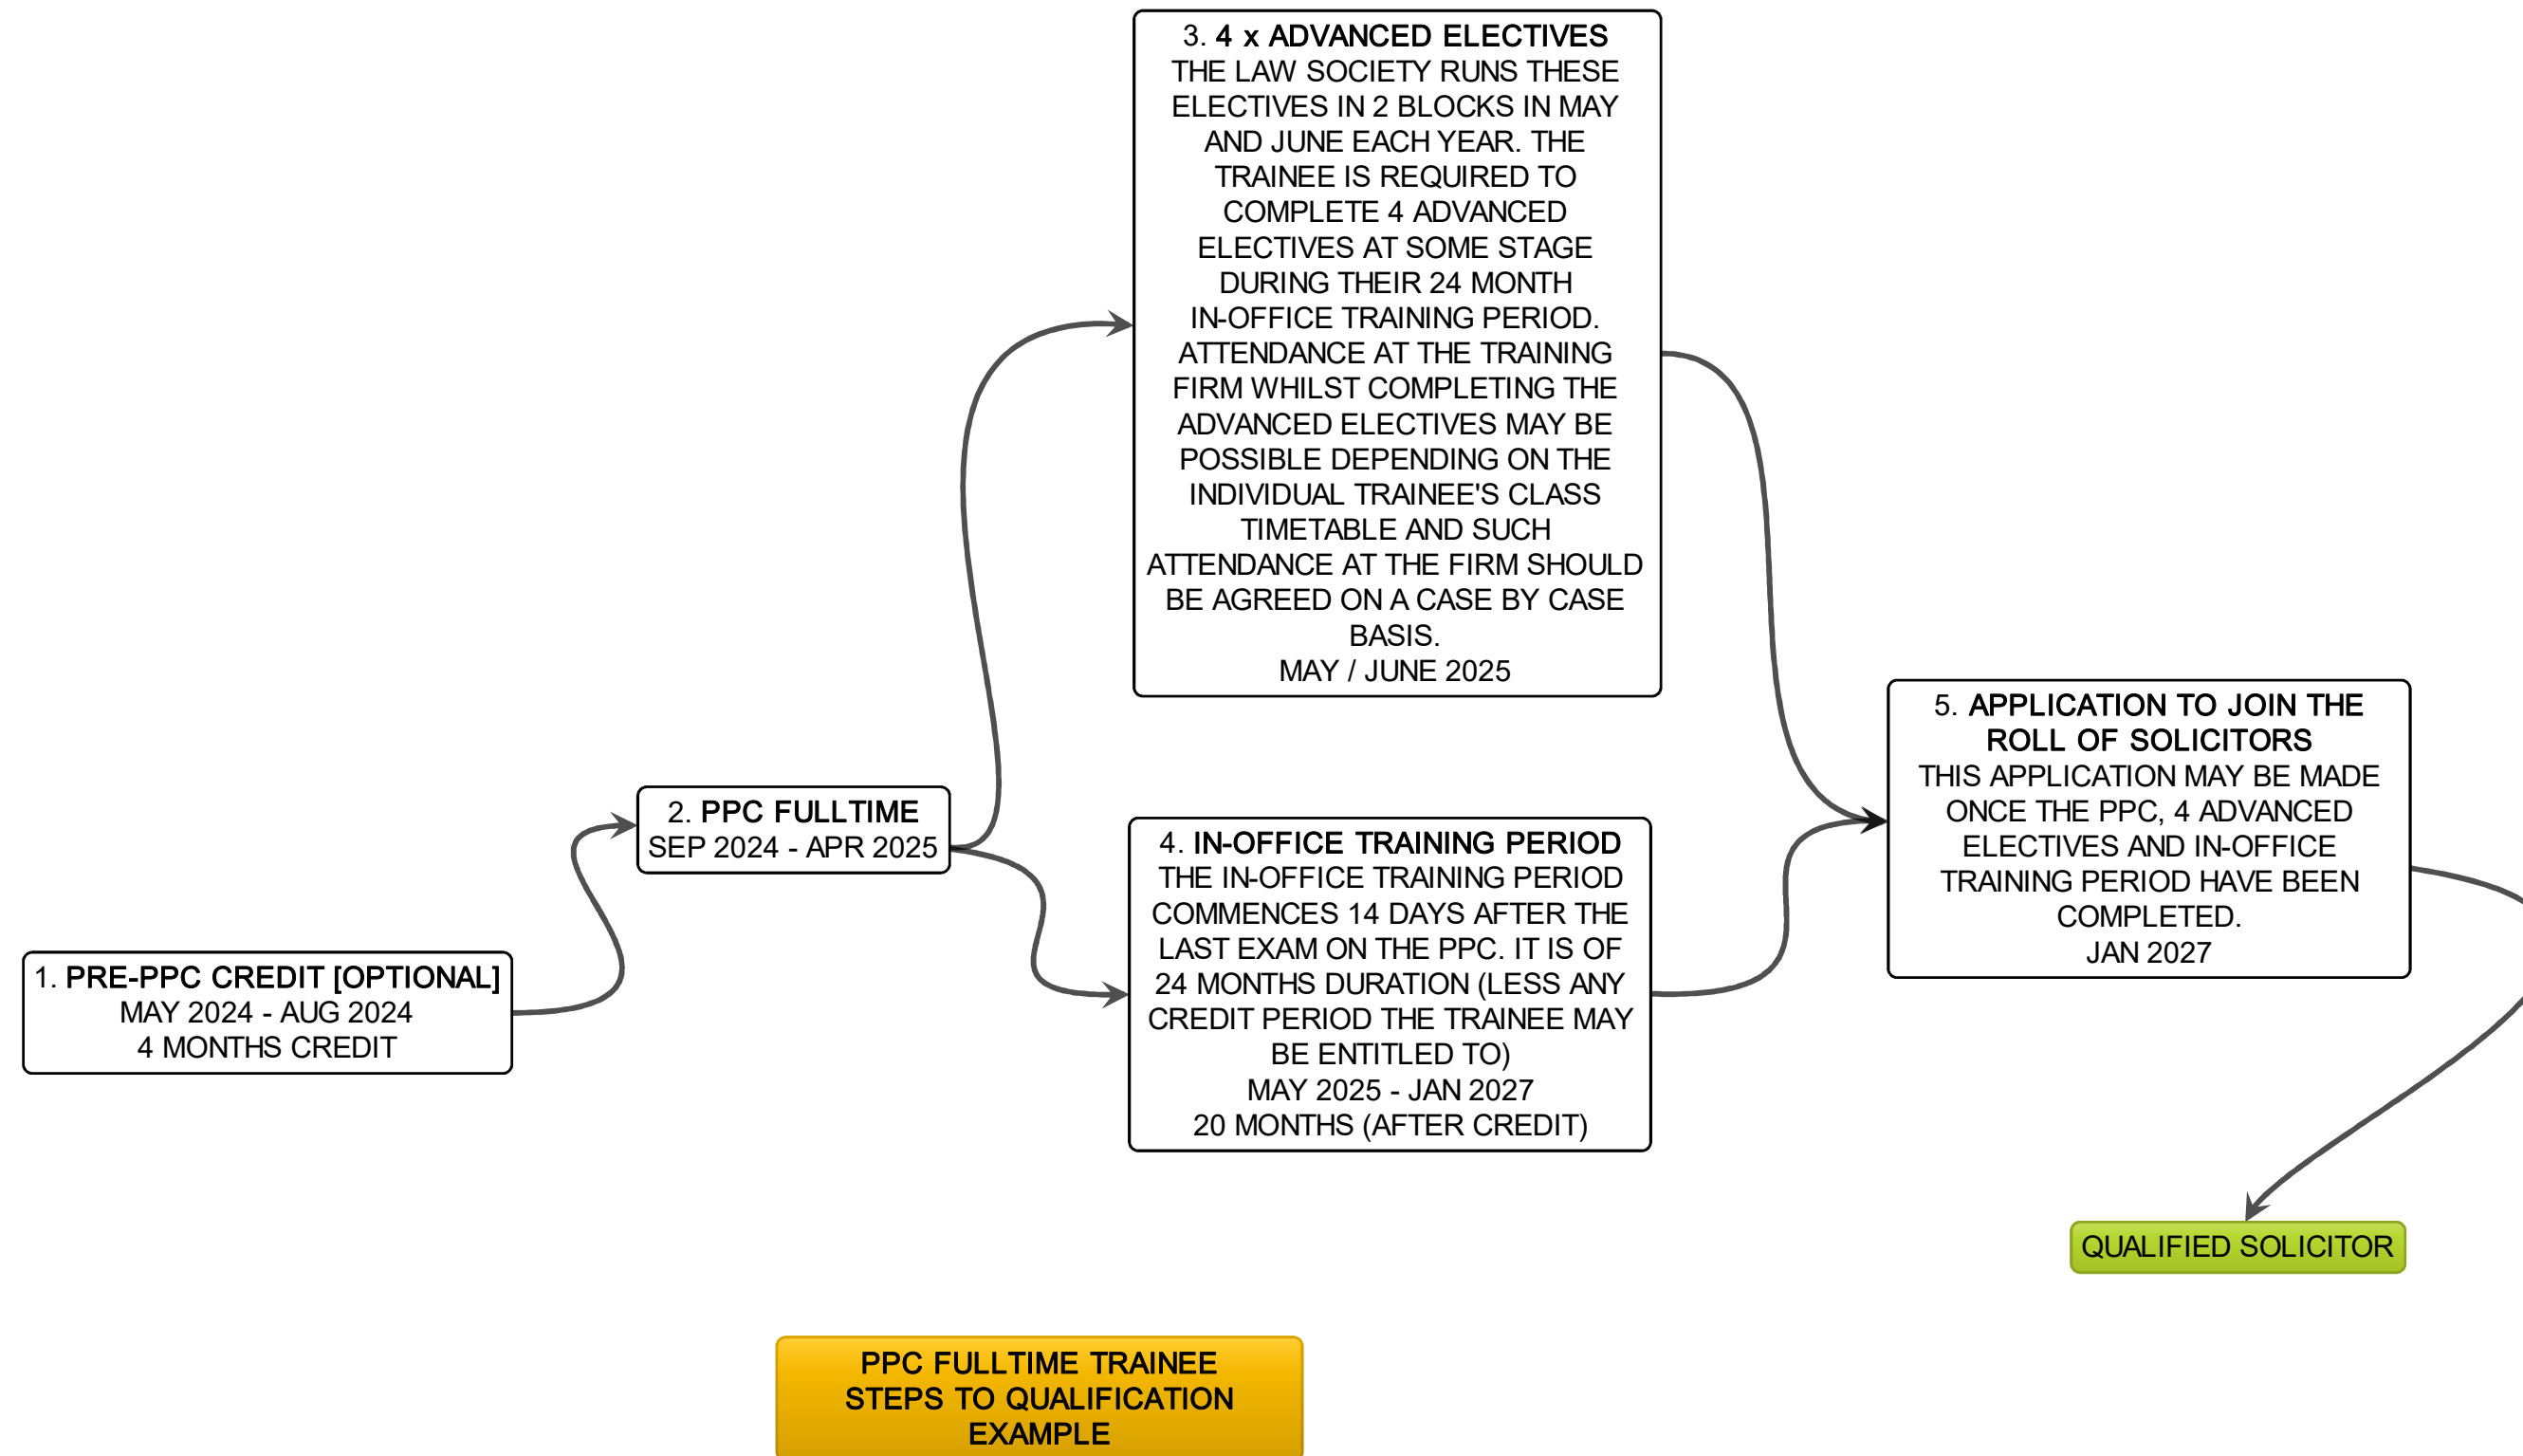 1. PRE-PPC CREDIT [OPTIONAL]
MAY 2024 - AUG 2024
4 MONTHS CREDIT
2. PPC FULLTIME
SEP 2024 - APR 2025
3. 4 x ADVANCED ELECTIVES
THE LAW SOCIETY RUNS THESE
ELECTIVES IN 2 BLOCKS IN MAY
AND JUNE EACH YEAR. THE
TRAINEE IS REQUIRED TO
COMPLETE 4 ADVANCED
ELECTIVES AT SOME STAGE
DURING THEIR 24 MONTH
IN-OFFICE TRAINING PERIOD.
ATTENDANCE AT THE TRAINING
FIRM WHILST COMPLETING THE
ADVANCED ELECTIVES MAY BE
POSSIBLE DEPENDING ON THE
INDIVIDUAL TRAINEE'S CLASS
TIMETABLE AND SUCH
ATTENDANCE AT THE FIRM SHOULD
BE AGREED ON A CASE BY CASE
BASIS.
MAY / JUNE 2025
4. IN-OFFICE TRAINING PERIOD
THE IN-OFFICE TRAINING PERIOD
COMMENCES 14 DAYS AFTER THE
LAST EXAM ON THE PPC. IT IS OF
24 MONTHS DURATION (LESS ANY
CREDIT PERIOD THE TRAINEE MAY
BE ENTITLED TO)
MAY 2025 - JAN 2027
20 MONTHS (AFTER CREDIT)
5. APPLICATION TO JOIN THE
ROLL OF SOLICITORS
THIS APPLICATION MAY BE MADE
ONCE THE PPC, 4 ADVANCED
ELECTIVES AND IN-OFFICE
TRAINING PERIOD HAVE BEEN
COMPLETED.
JAN 2027
QUALIFIED SOLICITOR
PPC FULLTIME TRAINEE
STEPS TO QUALIFICATION
EXAMPLE